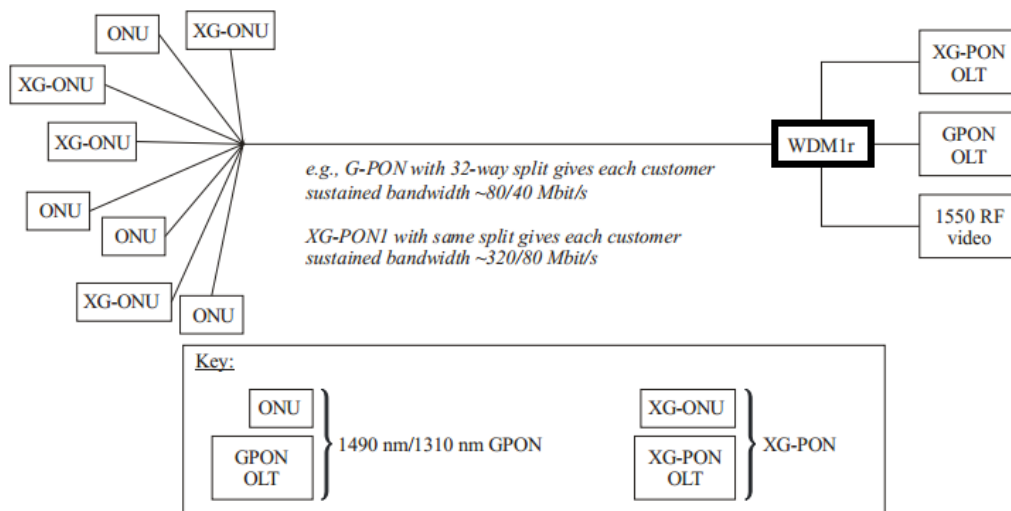 ONU
XG-ONU
XG-ONU
XG-ONU
ONU
ONU
XG-ONU
ONU
e.g., G-PON with 32-way split gives each customer
sustained bandwidth ~80/40 Mbit/s
XG-PON1 with same split gives each customer
sustained bandwidth ~320/80 Mbit/s
WDM1r
XG-PON
OLT
GPON
OLT
1550 RF
video
Key:
ONU
GPON
OLT
1490 nm/1310 nm GPON
XG-ONU
XG-PON
OLT
XG-PON